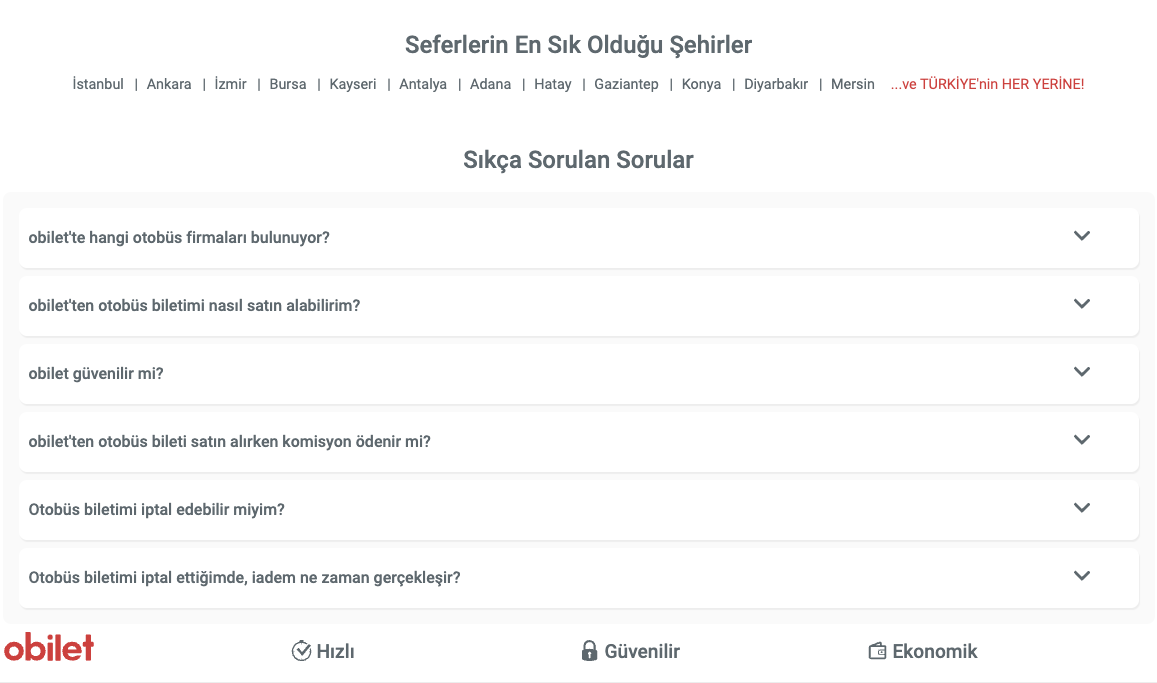 Seferlerin En Sık Olduğu Şehirler
İstanbul | Ankara | İzmir | Bursa | Kayseri | Antalya | Adana | Hatay | Gaziantep | Konya | Diyarbakır | Mersin ...ve TÜRKİYE'nin HER YERİNE!
Sıkça Sorulan Sorular
obilet'te hangi otobüs firmaları bulunuyor?
obilet'ten otobüs biletimi nasıl satın alabilirim?
obilet güvenilir mi?
obilet'ten otobüs bileti satın alırken komisyon ödenir mi?
Otobüs biletimi iptal edebilir miyim?
Otobüs biletimi iptal ettiğimde, iadem ne zaman gerçekleşir?
obilet Hızlı Güvenilir Ekonomik